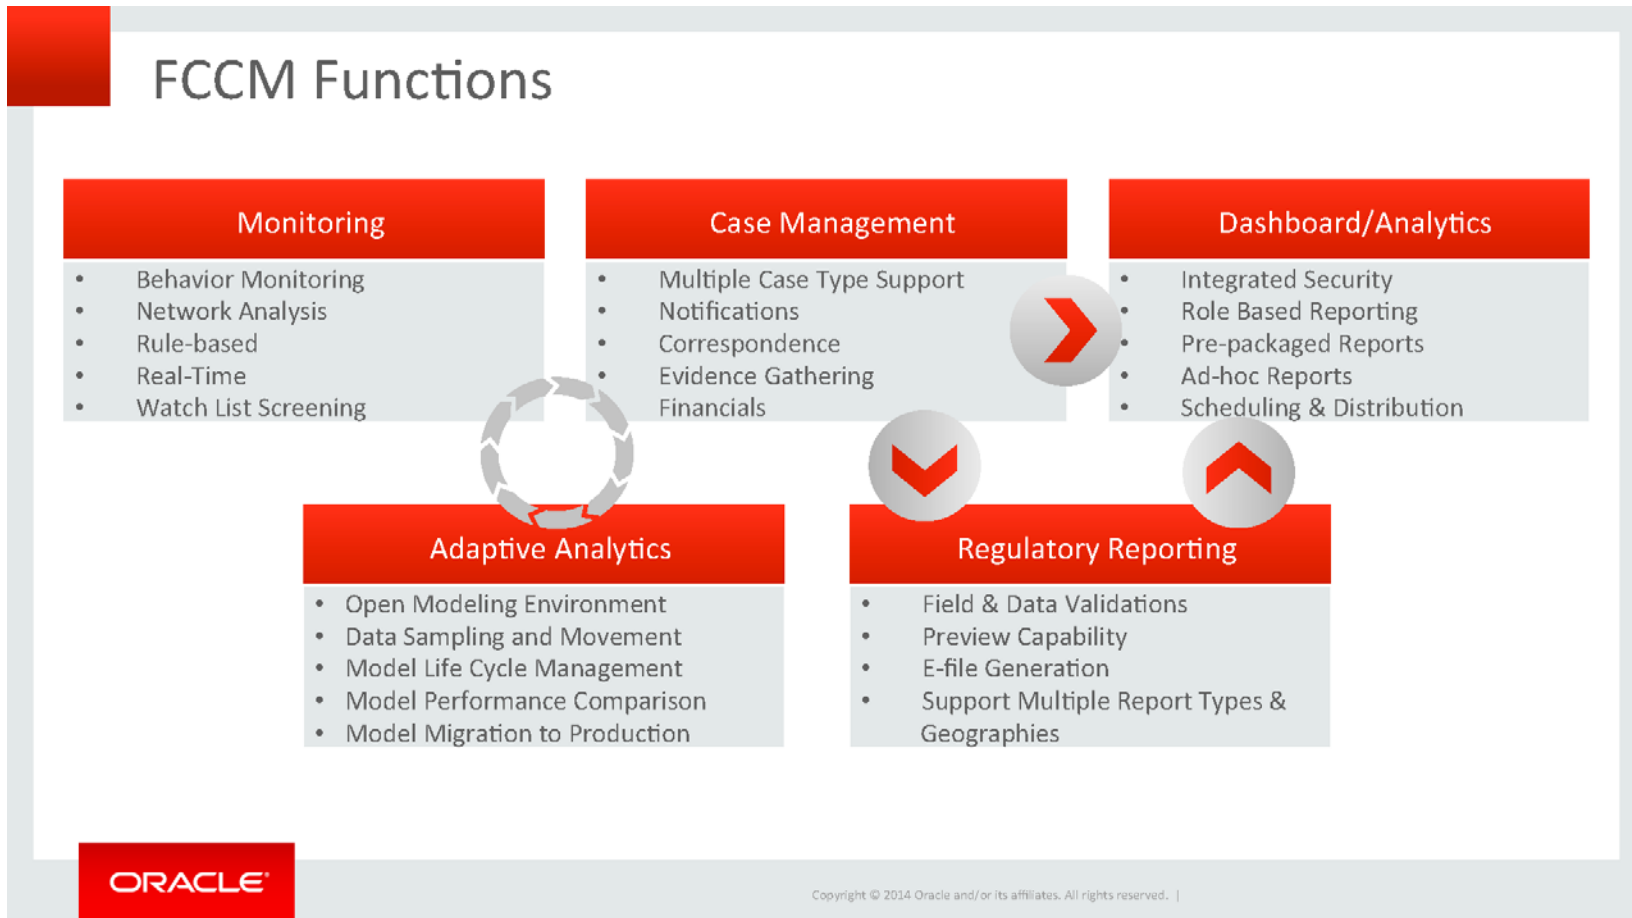 FCCM Functions
Monitoring
• Behavior Monitoring
• Network Analysis
• Rule-based
• Real-Time
• Watch List Screening
Case Management
• Multiple Case Type Support
• Notifications
• Correspondence
• Evidence Gathering
Financials
Dashboard/Analytics
• Integrated Security
• Role Based Reporting
• Pre-packaged Reports
• Ad-hoc Reports
• Scheduling & Distribution
Adaptive Analytics
• Open Modeling Environment
• Data Sampling and Movement
• Model Life Cycle Management
• Model Performance Comparison
• Model Migration to Production
Regulatory Reporting
• Field & Data Validations
• Preview Capability
• E-file Generation
• Support Multiple Report Types &
Geographies
ORACLE®
Copyright © 2014 Oracle and/or its affiliates. All rights reserved. |